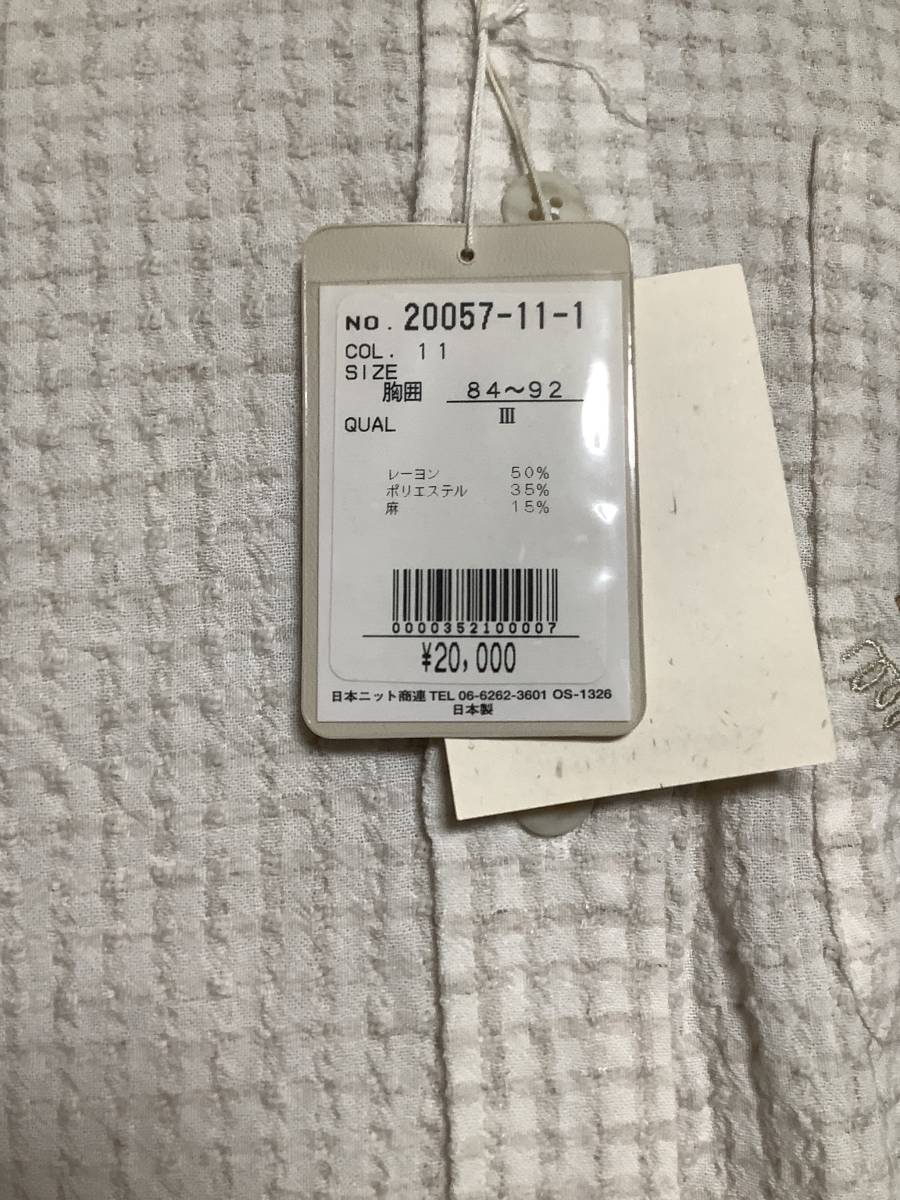 NO. 20057-11-1
COL. 11
SIZE
胸囲 84〜92
QUAL Ⅲ
レーヨン 50%
ポリエステル 35%
麻 15%
0000352100007
¥20,000
日本ニット商連 TEL 06-6262-3601 OS-1326
日本製